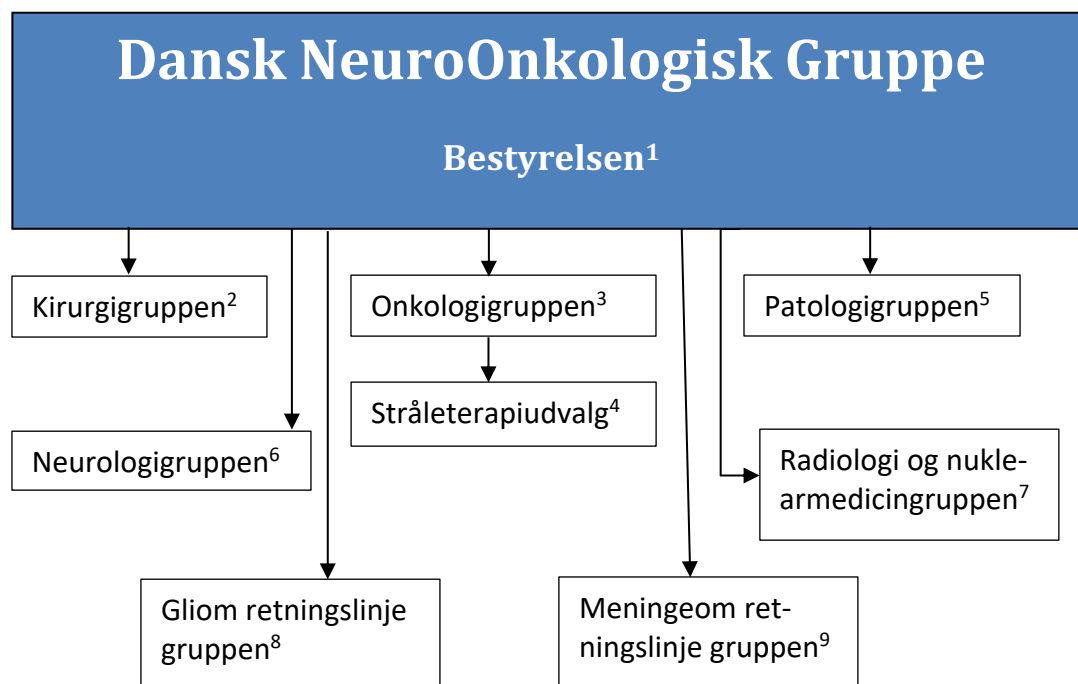 Dansk NeuroOnkologisk Gruppe
Bestyrelsen¹
Kirurgigruppen²
Onkologigruppen³
Patologigruppen⁵
Stråleterapiudvalg⁴
Neurologigruppen⁶
Radiologi og nukle-
armedicingruppen⁷
Gliom retningslinje
gruppen⁸
Meningeom ret-
ningslinje gruppen⁹